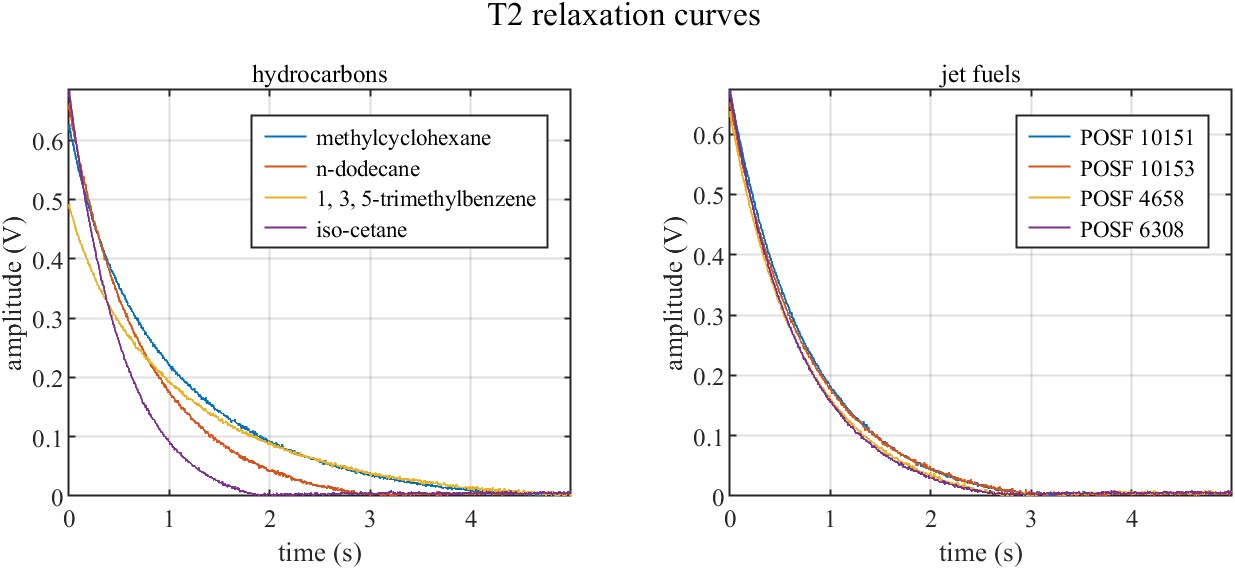 T2 relaxation curves
hydrocarbons
methylcyclohexane
n-dodecane
1, 3, 5-trimethylbenzene
iso-cetane
amplitude (V)
0.6
0.5
0.4
0.3
0.2
0.1
0
0 1 2 3 4
time (s)
jet fuels
POSF 10151
POSF 10153
POSF 4658
POSF 6308
amplitude (V)
0.6
0.5
0.4
0.3
0.2
0.1
0
0 1 2 3 4
time (s)